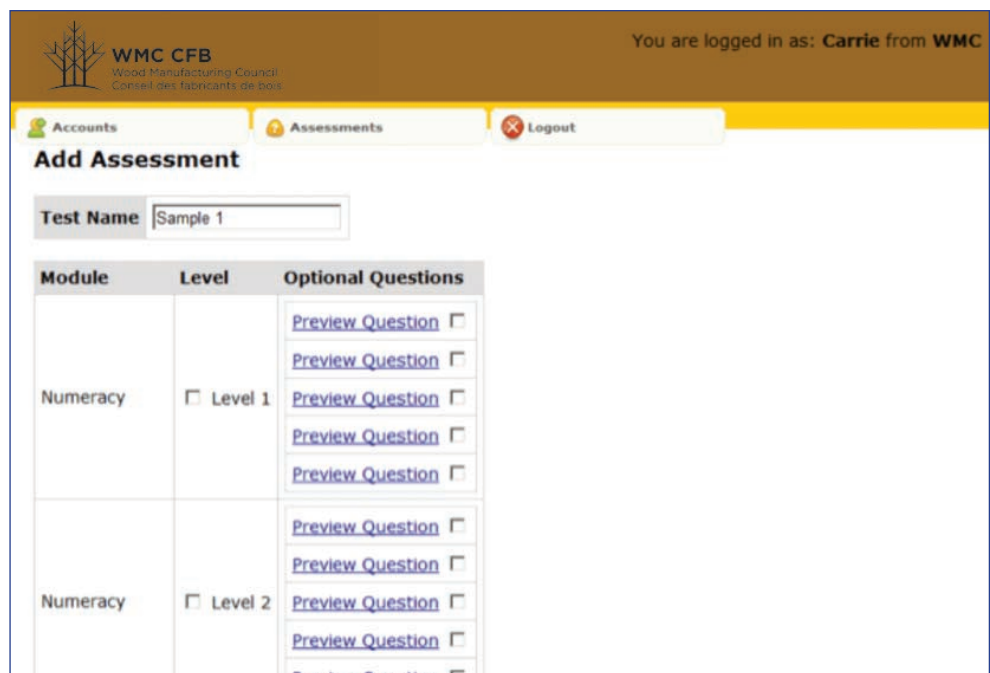 WMC CFB
Wood Manufacturing Council
Conseil des fabricants de bois
You are logged in as: Carrie from WMC
Accounts
Assessments
Logout
Add Assessment
Test Name Sample 1
Module Level Optional Questions
Preview Question
Preview Question
Numeracy Level 1 Preview Question
Preview Question
Preview Question
Preview Question
Preview Question
Numeracy Level 2 Preview Question
Preview Question